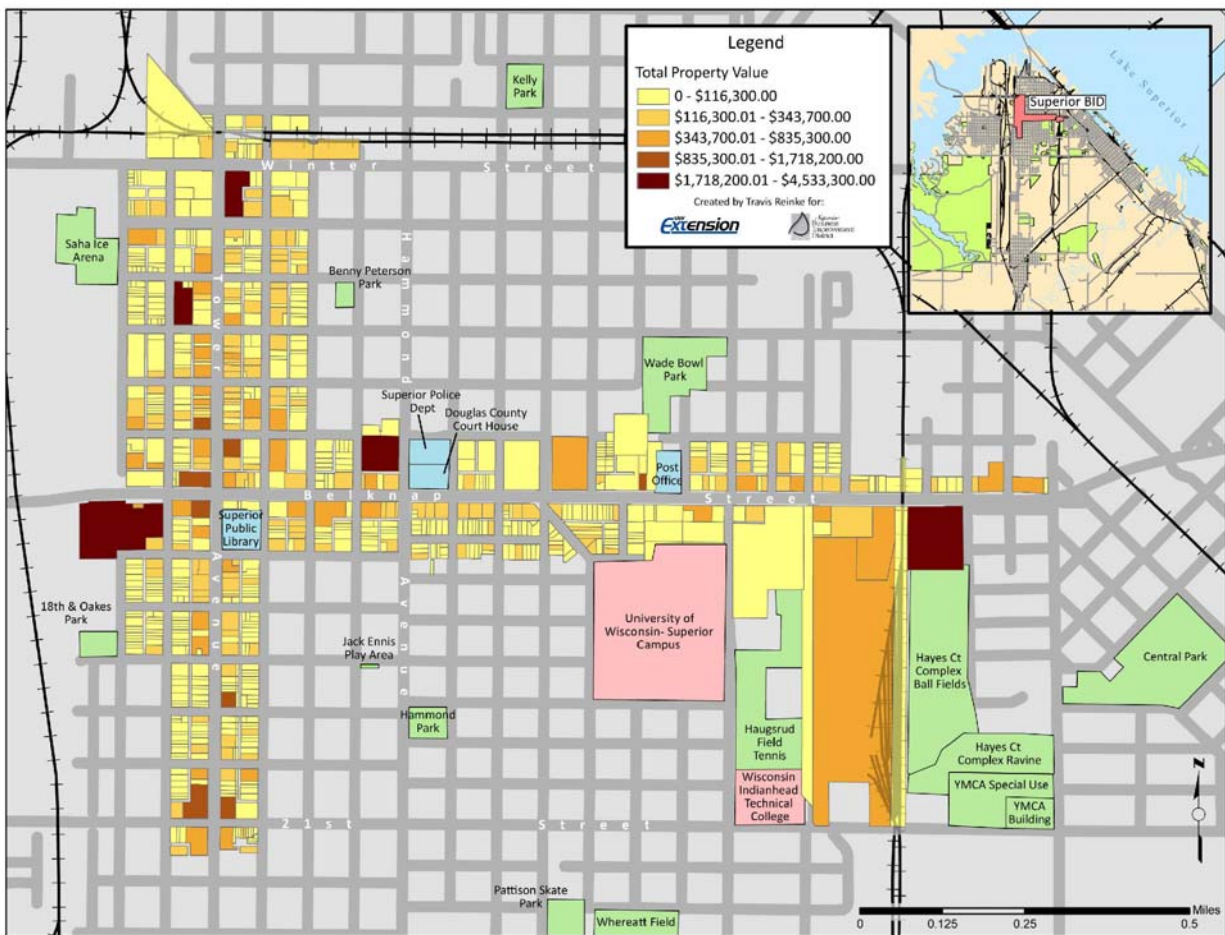 Legend
Total Property Value
0 - $116,300.00
$116,300.01 - $343,700.00
$343,700.01 - $835,300.00
$835,300.01 - $1,718,200.00
$1,718,200.01 - $4,533,300.00
Created by Travis Reinke for:
UW
Extension
Superior
Business
Improvement
District
Lake Superior
Superior BID
Kelly
Park
Winter Street
Saha Ice
Arena
Benny Peterson
Park
Tower
Hammond
Wade Bowl
Park
Superior Police
Dept
Douglas County
Court House
Post
Office
Belknap Street
Superior
Public
Library
Avenue
Avenue
18th & Oakes
Park
Jack Ennis
Play Area
University of
Wisconsin- Superior
Campus
Hayes Ct
Complex
Ball Fields
Central Park
Hammond
Park
Haugsrud
Field
Tennis
Hayes Ct
Complex Ravine
Wisconsin
Indianhead
Technical
College
YMCA Special Use
YMCA
Building
21st Street
N
Pattison Skate
Park
Whereatt Field
Miles
0 0.125 0.25 0.5